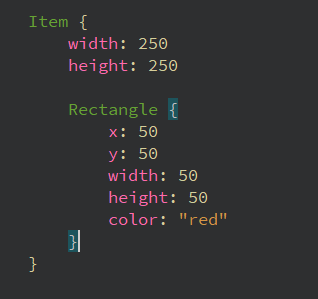 Item {
    width: 250
    height: 250

    Rectangle {
        x: 50
        y: 50
        width: 50
        height: 50
        color: "red"
    }
}